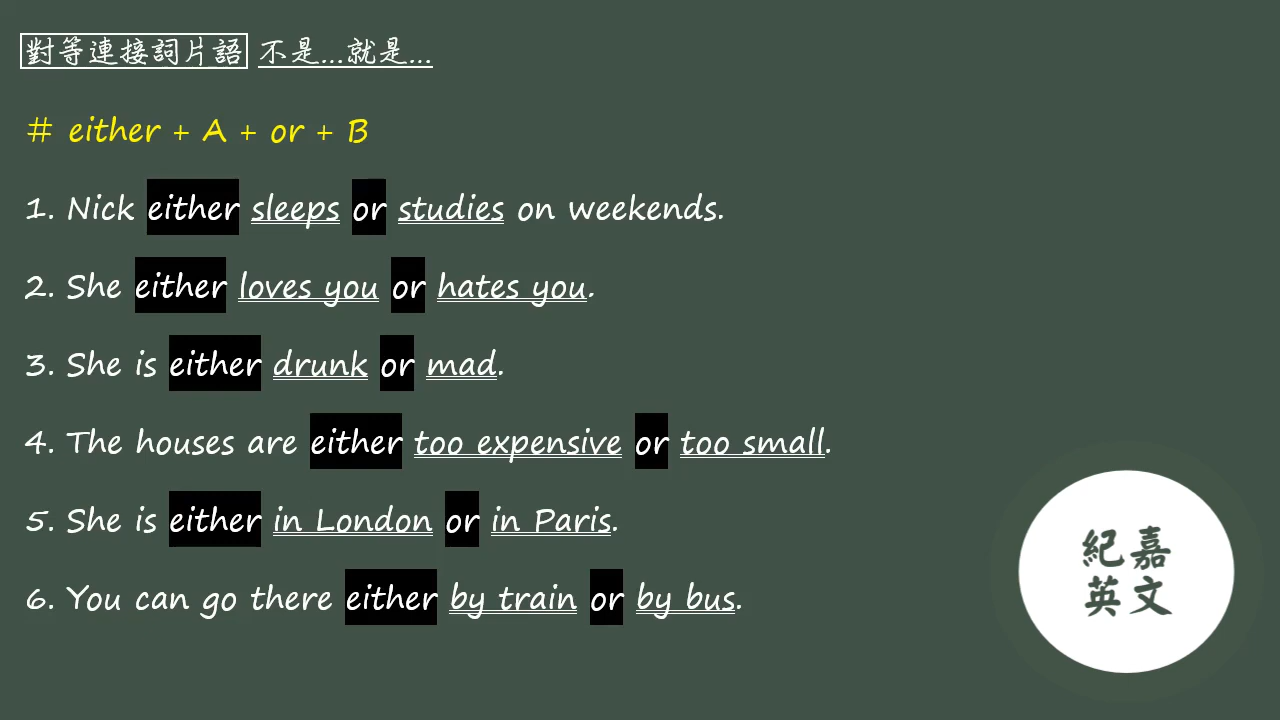 對等連接詞片語 不是...就是...
# either + A + or + B
1. Nick either sleeps or studies on weekends.
2. She either loves you or hates you.
3. She is either drunk or mad.
4. The houses are either too expensive or too small.
5. She is either in London or in Paris.
6. You can go there either by train or by bus.
紀嘉
英文